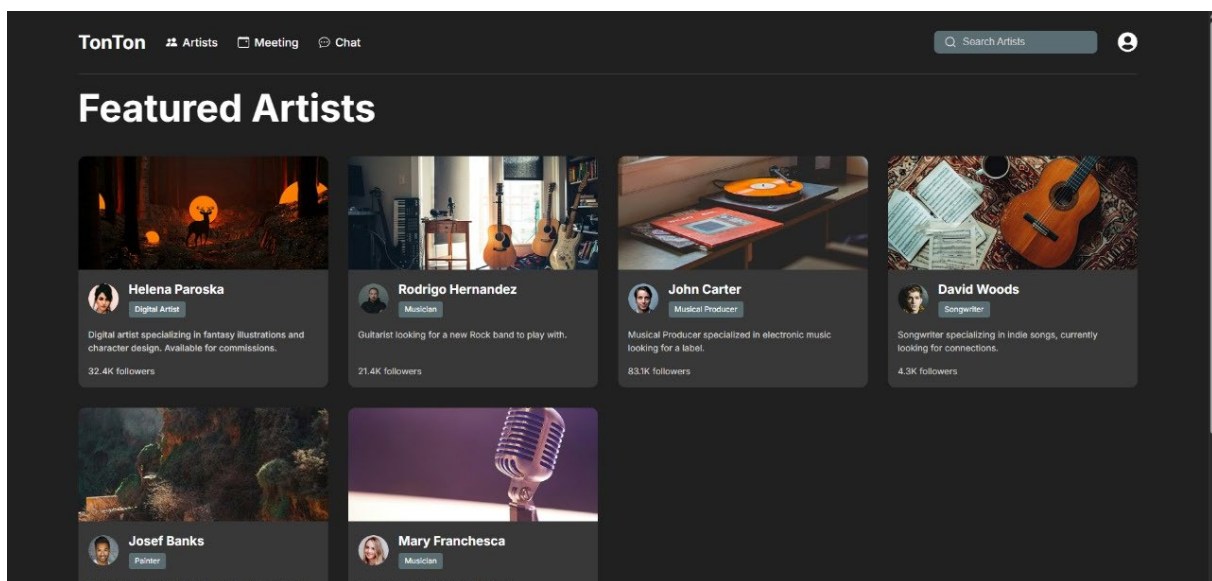 TonTon
Artists
Meeting
Chat
Search Artists
Featured Artists
Helena Paroska
Digital Artist
Digital artist specializing in fantasy illustrations and
character design. Available for commissions.
32.4K followers
Rodrigo Hernandez
Musician
Guitarist looking for a new Rock band to play with.
21.4K followers
John Carter
Musical Producer
Musical Producer specialized in electronic music
looking for a label.
83.1K followers
David Woods
Songwriter
Songwriter specializing in indie songs, currently
looking for connections.
4.3K followers
Josef Banks
Painter
Mary Franchesca
Musician